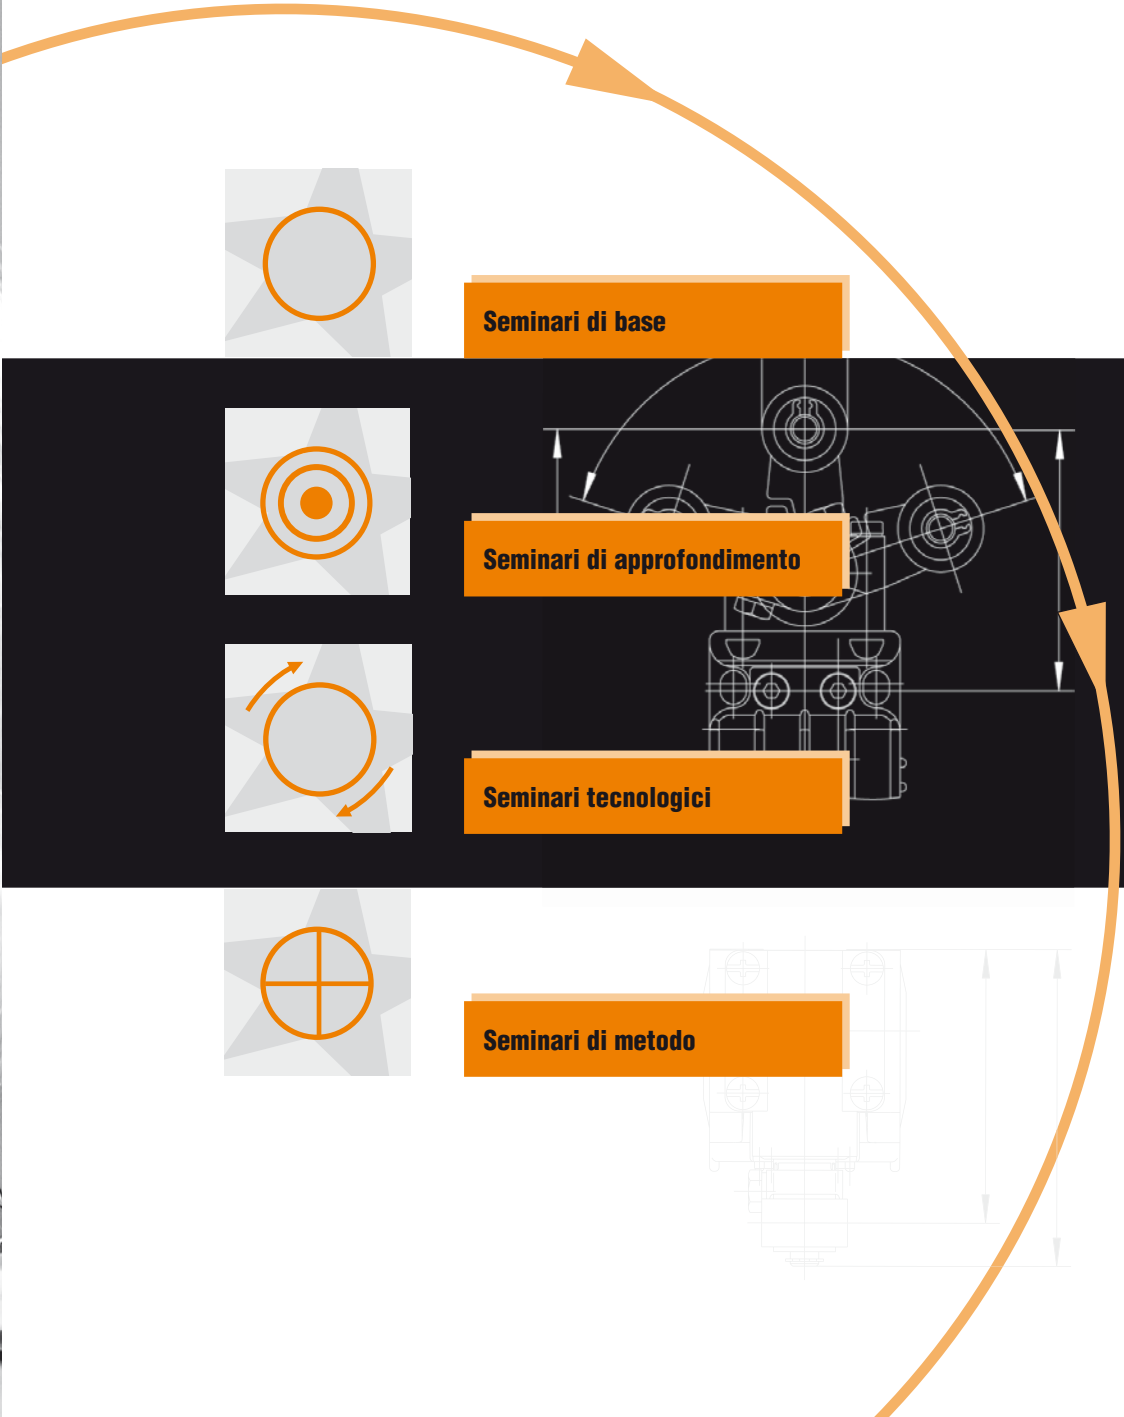 Seminari di base
Seminari di approfondimento
Seminari tecnologici
Seminari di metodo